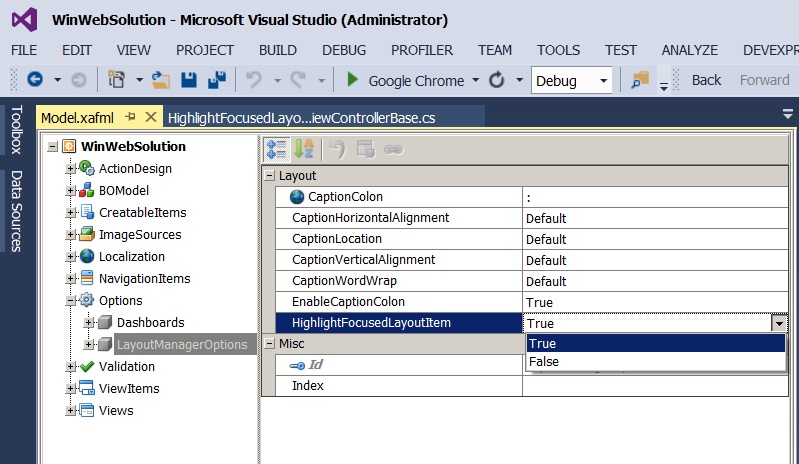 WinWebSolution - Microsoft Visual Studio (Administrator)
FILE EDIT VIEW PROJECT BUILD DEBUG PROFILER TEAM TOOLS TEST ANALYZE DEVEXPR
Google Chrome Debug Back Forward
Toolbox
Data Sources
Model.xafml HighlightFocusedLayo...iewControllerBase.cs
WinWebSolution
ActionDesign
BOModel
CreatableItems
ImageSources
Localization
NavigationItems
Options
Dashboards
LayoutManagerOptions
Validation
ViewItems
Views
Layout
CaptionColon :
CaptionHorizontalAlignment Default
CaptionLocation Default
CaptionVerticalAlignment Default
CaptionWordWrap Default
EnableCaptionColon True
HighlightFocusedLayoutItem True
Misc
True
False
Id
Index